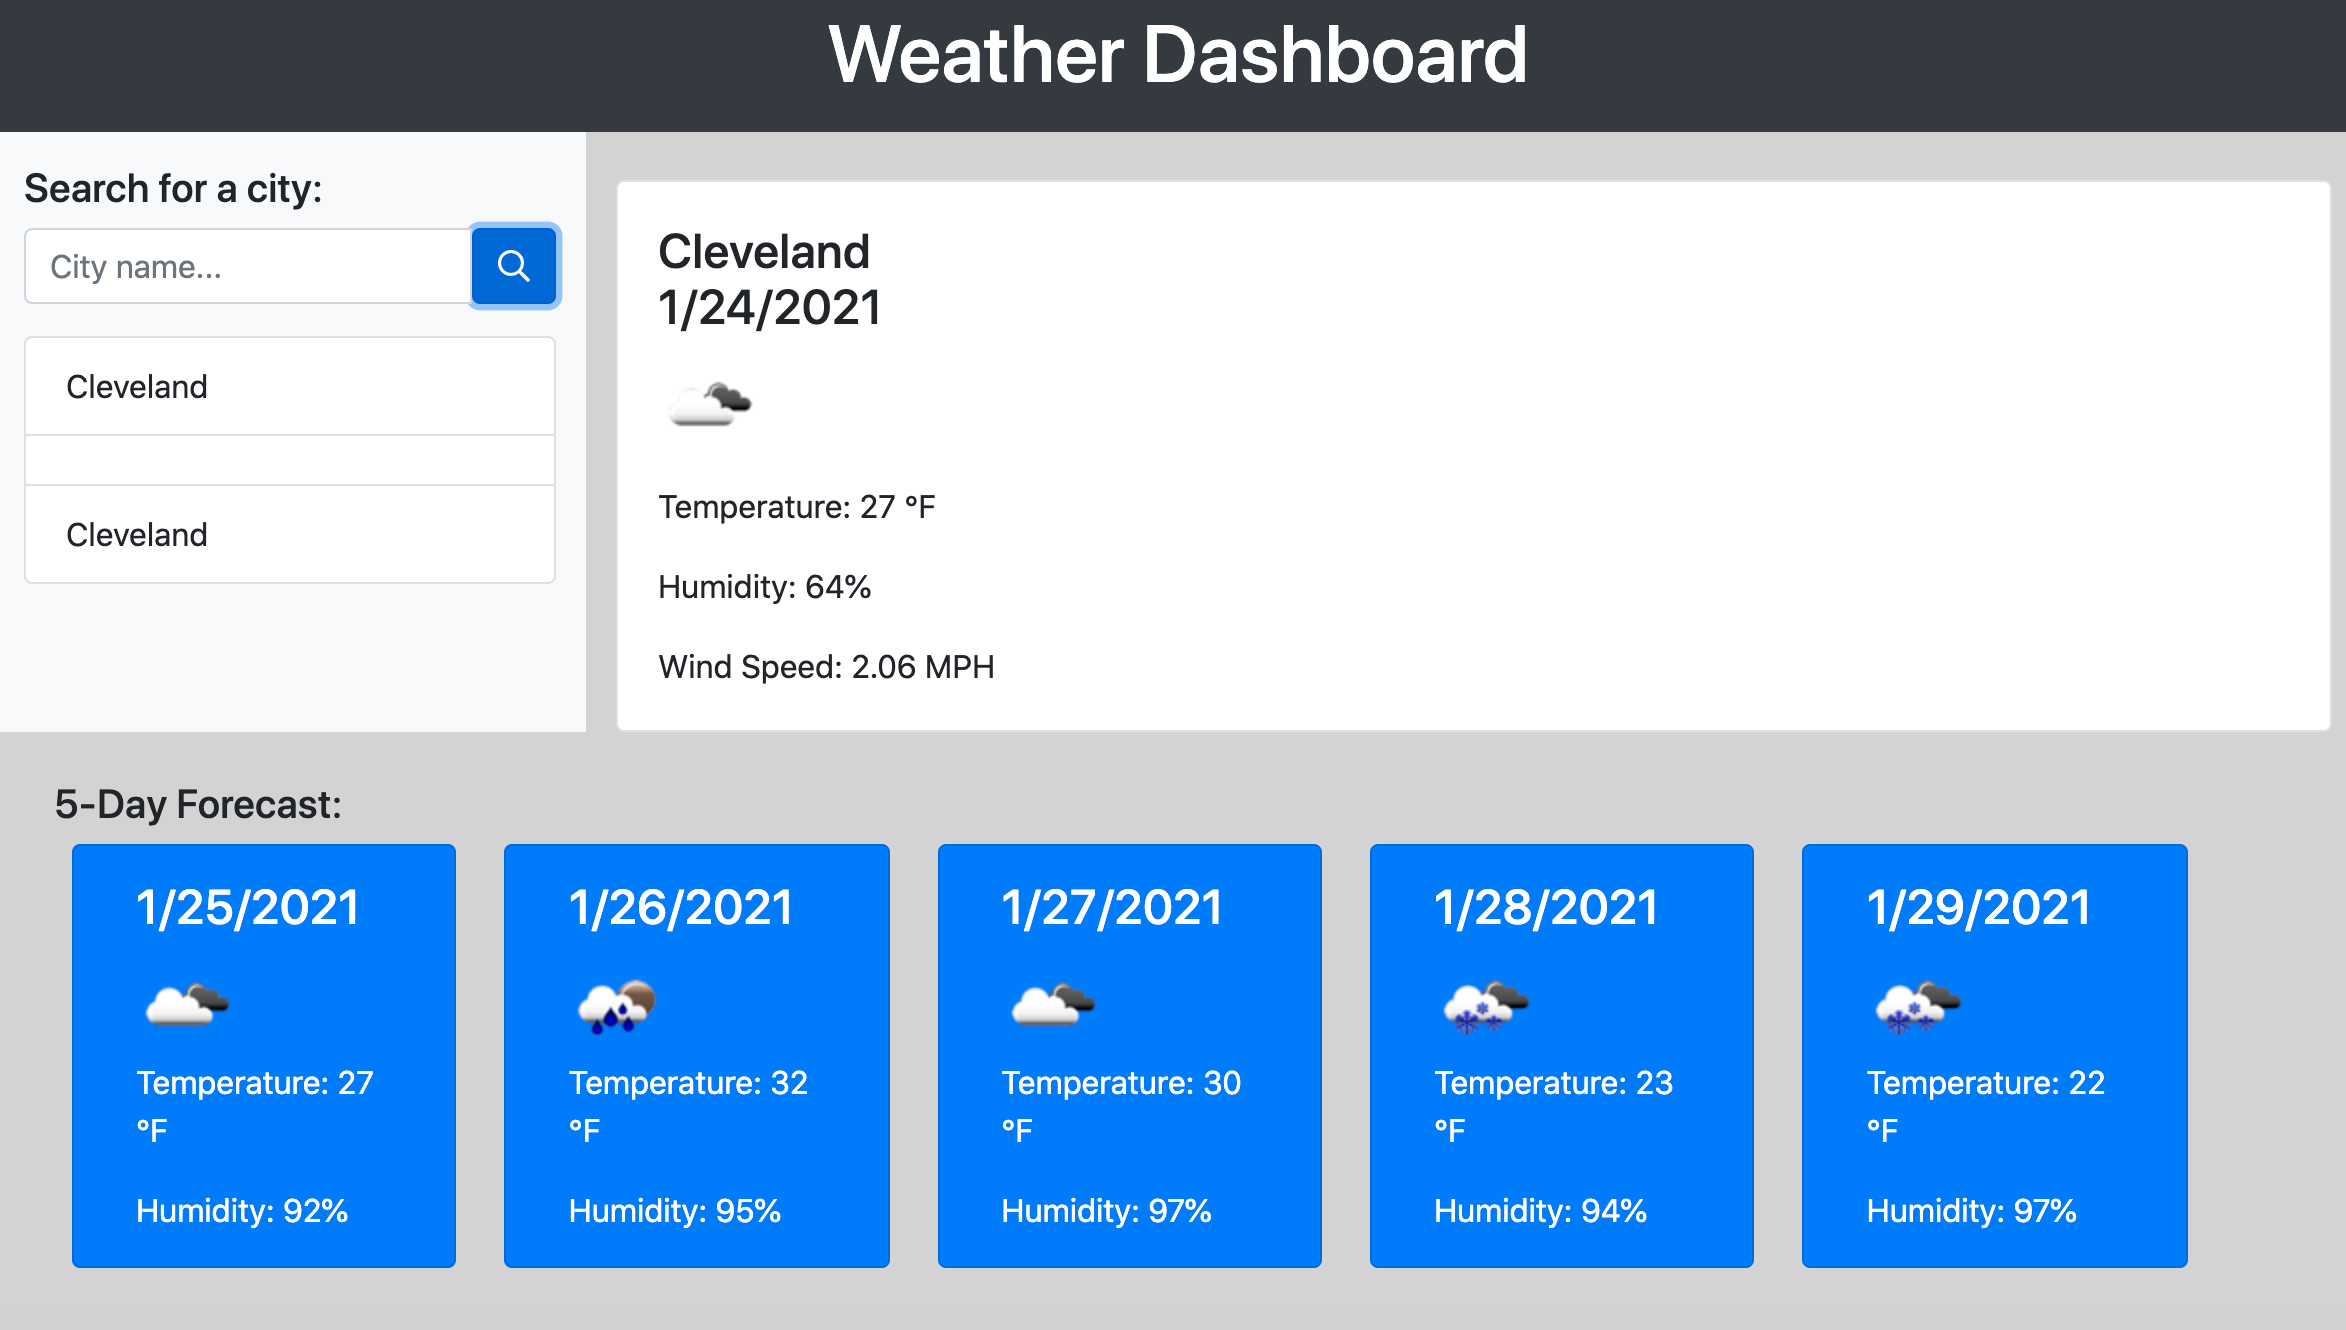 Weather Dashboard
Search for a city:
City name...
Cleveland
Cleveland
Cleveland
1/24/2021
Temperature: 27 °F
Humidity: 64%
Wind Speed: 2.06 MPH
5-Day Forecast:
1/25/2021
Temperature: 27
°F
Humidity: 92%
1/26/2021
Temperature: 32
°F
Humidity: 95%
1/27/2021
Temperature: 30
°F
Humidity: 97%
1/28/2021
Temperature: 23
°F
Humidity: 94%
1/29/2021
Temperature: 22
°F
Humidity: 97%